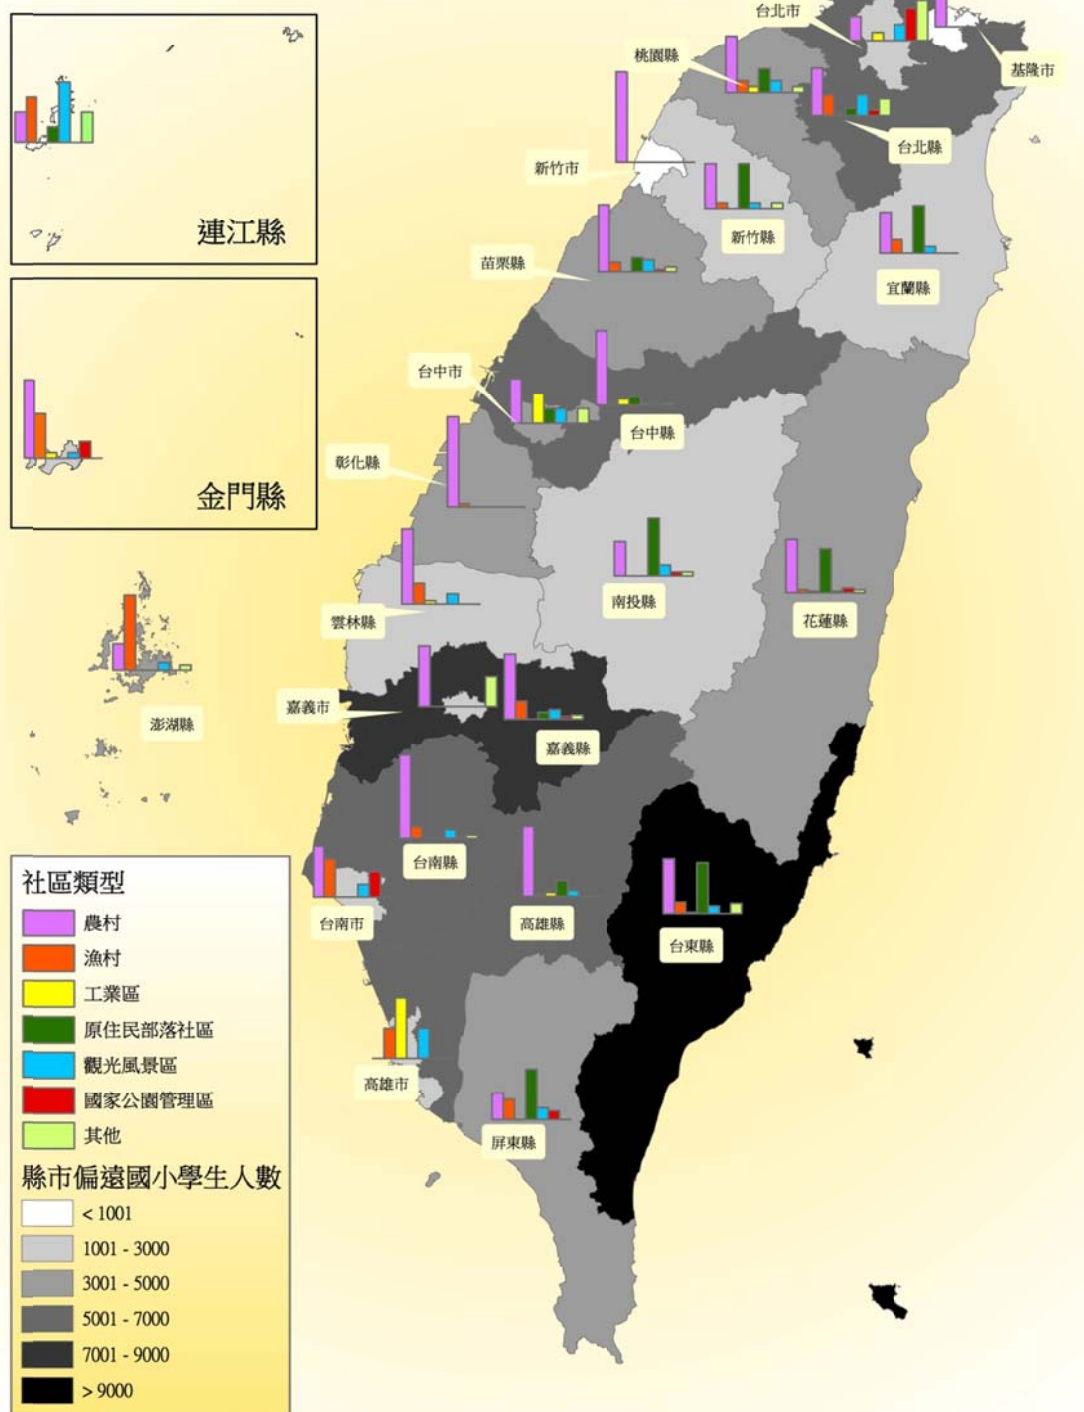 台北市
桃園縣
基隆市
台北縣
新竹市
新竹縣
連江縣
苗栗縣
宜蘭縣
台中市
台中縣
彰化縣
金門縣
南投縣
花蓮縣
雲林縣
嘉義市
澎湖縣
嘉義縣
台南縣
台南市
高雄縣
台東縣
高雄市
屏東縣
社區類型
農村
漁村
工業區
原住民部落社區
觀光風景區
國家公園管理區
其他
縣市偏遠國小學生人數
< 1001
1001 - 3000
3001 - 5000
5001 - 7000
7001 - 9000
> 9000